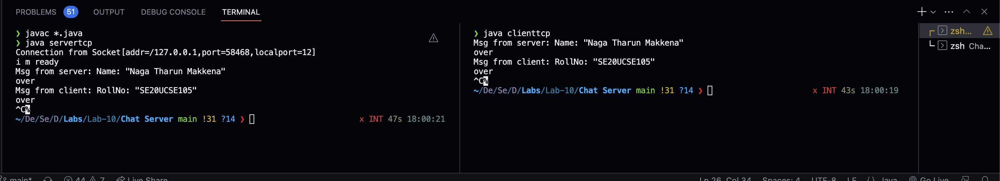 PROBLEMS 51 OUTPUT DEBUG CONSOLE TERMINAL
❯ javac *.java
❯ java servertcp
Connection from Socket[addr=/127.0.0.1,port=58468,localport=12]
i m ready
Msg from server: Name: "Naga Tharun Makkena"
over
Msg from client: RollNo: "SE20UCSE105"
over
^C%
~/De/Se/D/Labs/Lab-10/Chat Server main !31 ?14 ❯ x INT 47s 18:00:21
❯ java clienttcp
Msg from server: Name: "Naga Tharun Makkena"
over
Msg from client: RollNo: "SE20UCSE105"
over
^C%
~/De/Se/D/Labs/Lab-10/Chat Server main !31 ?14 ❯ x INT 43s 18:00:19
zsh...
zsh Cha...
main* 44 7 Live Share Ln 26, Col 34 Spaces: 4 UTF-8 LF {} Java Go Live